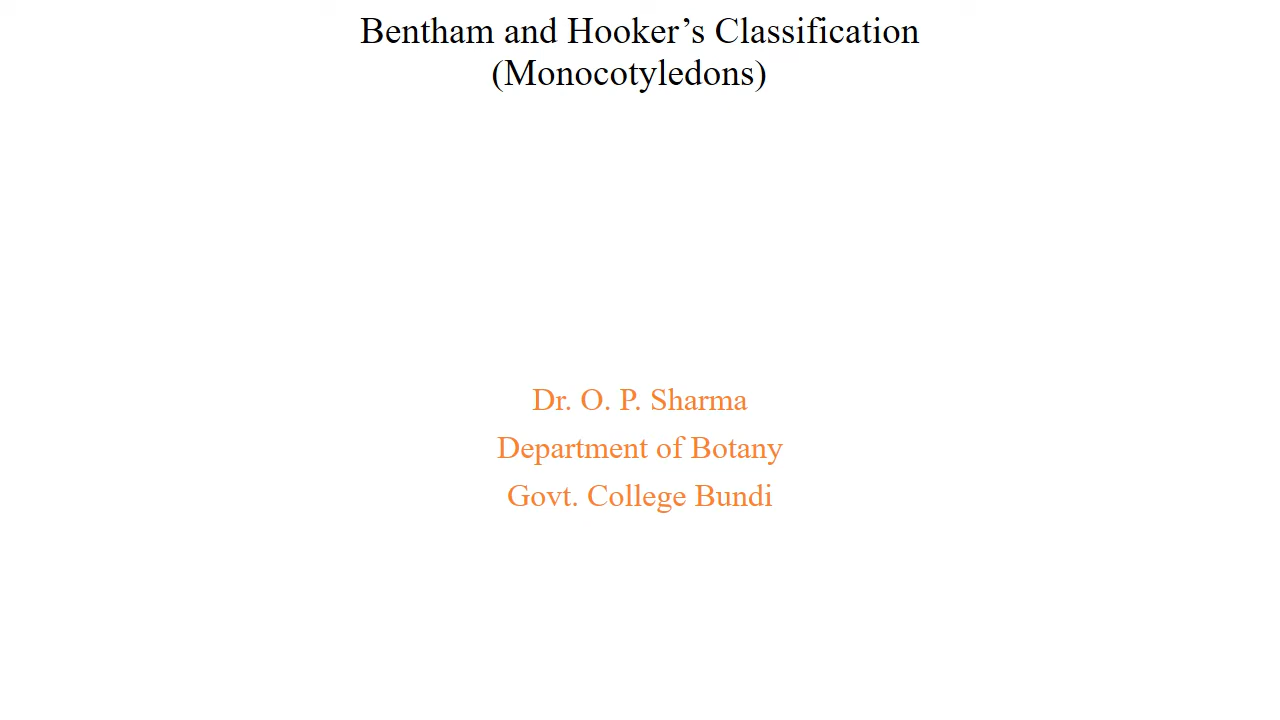 Bentham and Hooker’s Classification
(Monocotyledons)
Dr. O. P. Sharma
Department of Botany
Govt. College Bundi